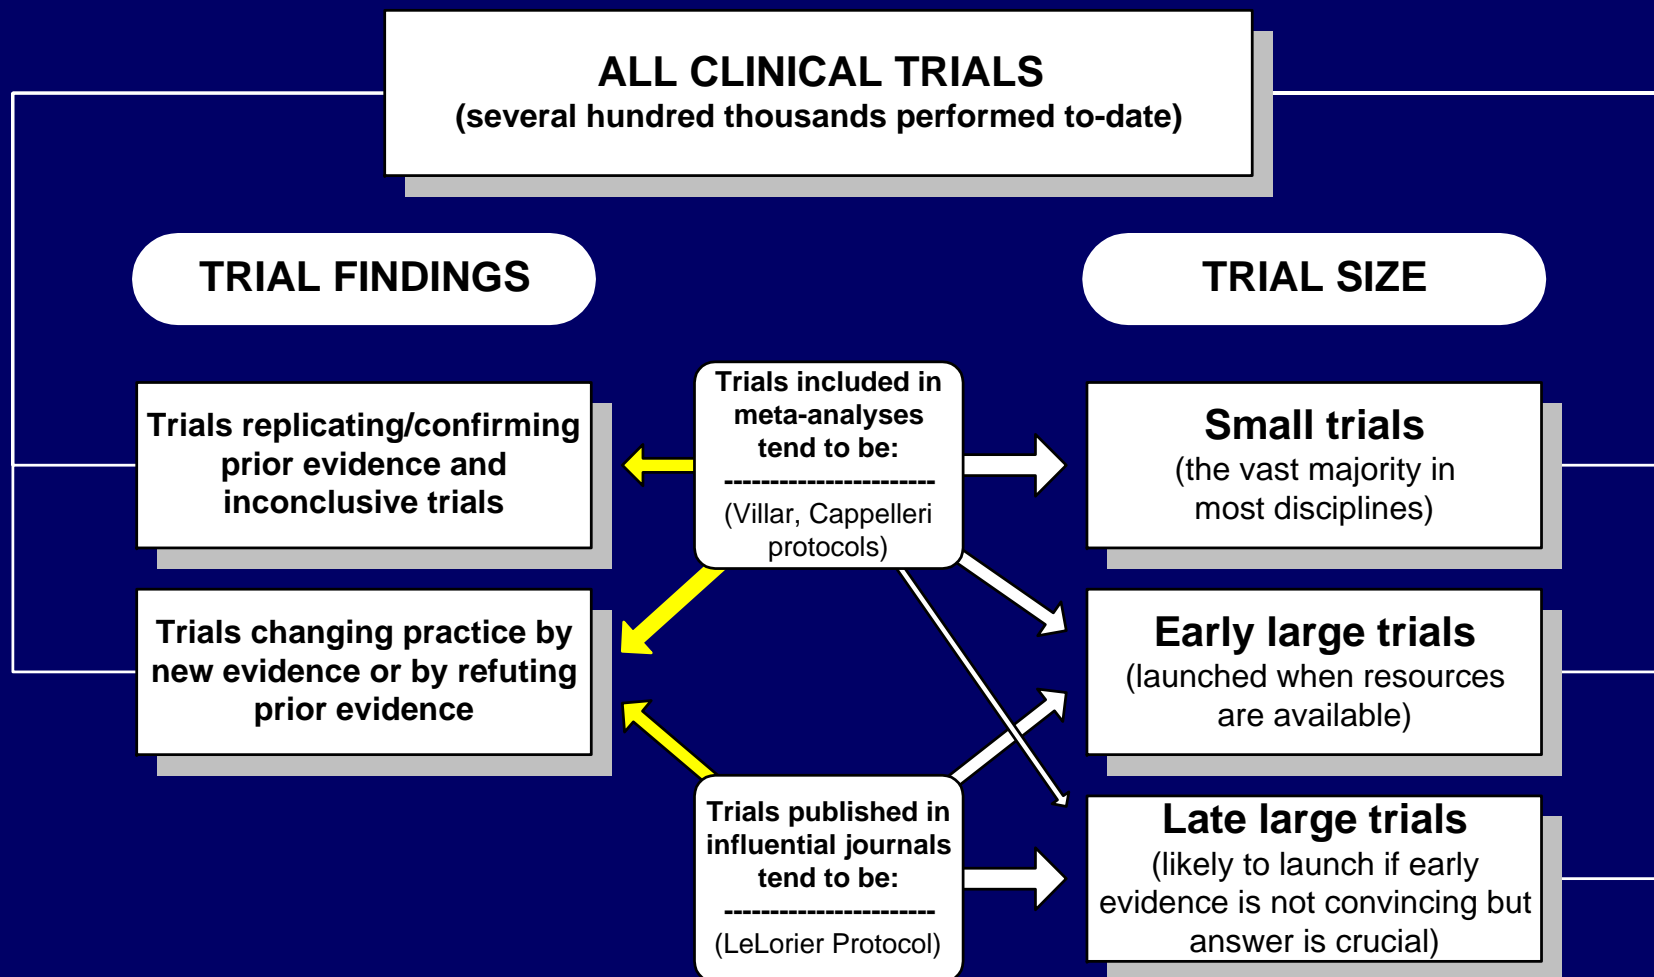 ALL CLINICAL TRIALS
(several hundred thousands performed to-date)
TRIAL FINDINGS
TRIAL SIZE
Trials replicating/confirming
prior evidence and
inconclusive trials
Trials changing practice by
new evidence or by refuting
prior evidence
Trials included in
meta-analyses
tend to be:
-----------------------
(Villar, Cappelleri
protocols)
Trials published in
influential journals
tend to be:
-----------------------
(LeLorier Protocol)
Small trials
(the vast majority in
most disciplines)
Early large trials
(launched when resources
are available)
Late large trials
(likely to launch if early
evidence is not convincing but
answer is crucial)